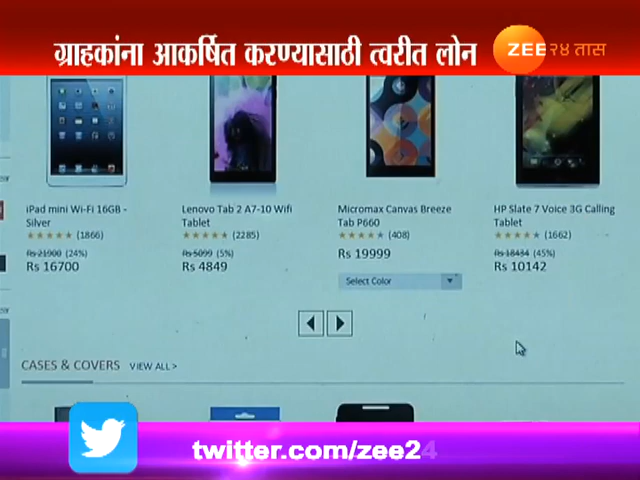 ग्राहकांना आकर्षित करण्यासाठी त्वरीत लोन
ZEE २४ तास
iPad mini Wi-Fi 16GB - Silver
(1866)
Rs 21900 (24%)
Rs 16700
Lenovo Tab 2 A7-10 Wifi Tablet
(2285)
Rs 5099 (5%)
Rs 4849
Micromax Canvas Breeze Tab P660
(408)
Rs 19999
Select Color
HP Slate 7 Voice 3G Calling Tablet
(1662)
Rs 18434 (45%)
Rs 10142
CASES & COVERS VIEW ALL >
twitter.com/zee24